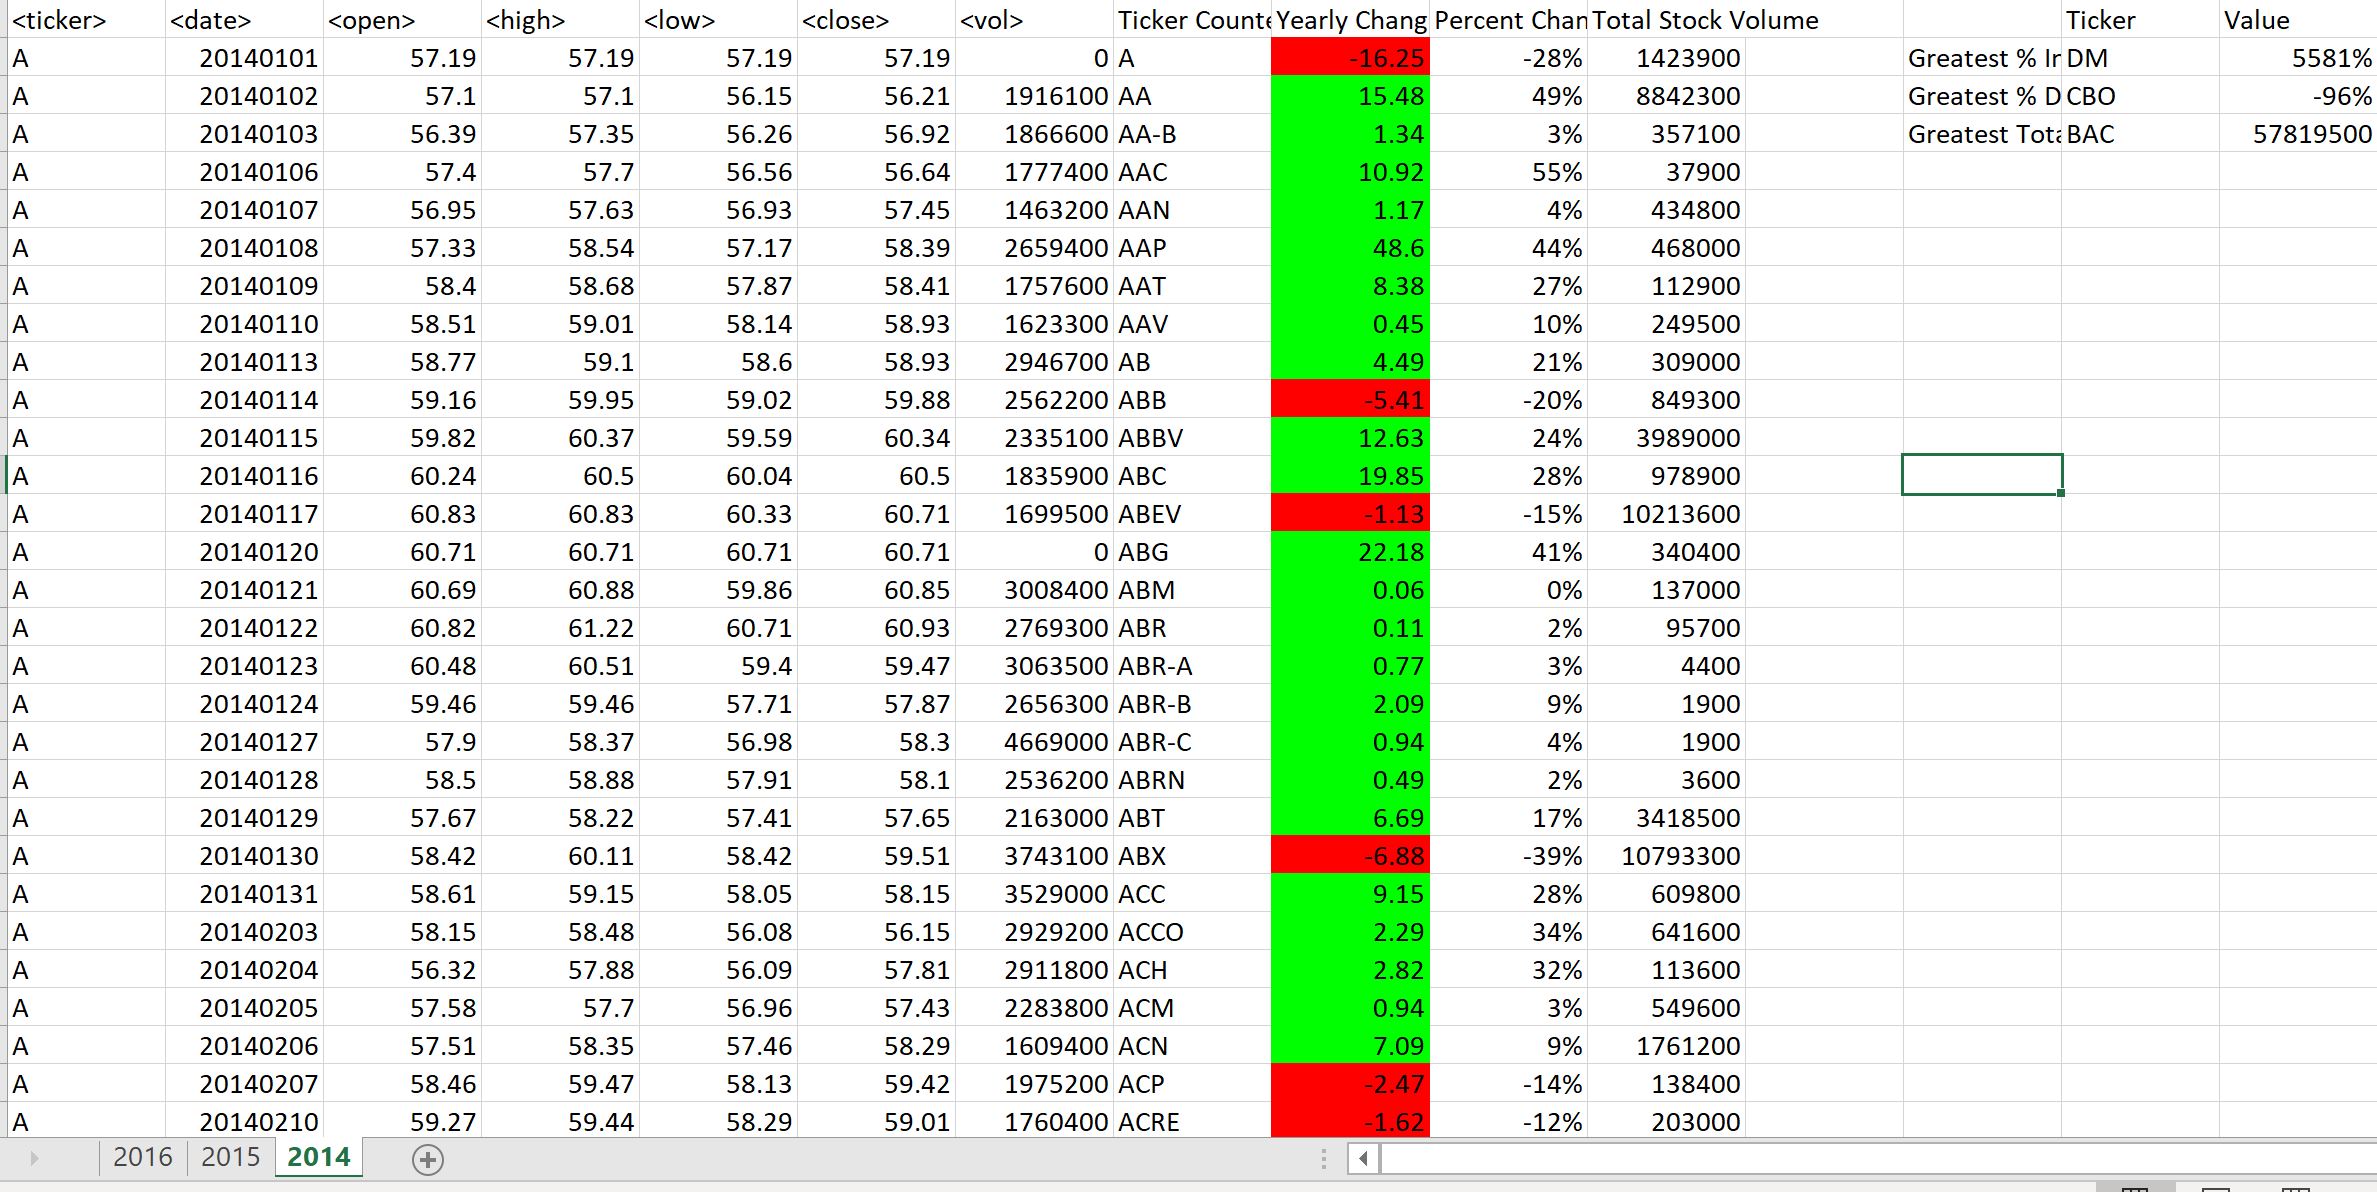 <ticker> <date> <open> <high> <low> <close> <vol> Ticker Counte Yearly Chang Percent Chan Total Stock Volume Ticker Value
A 20140101 57.19 57.19 57.19 57.19 0 A -16.25 -28% 1423900 Greatest % In DM 5581%
A 20140102 57.1 57.1 56.15 56.21 1916100 AA 15.48 49% 8842300 Greatest % D CBO -96%
A 20140103 56.39 57.35 56.26 56.92 1866600 AA-B 1.34 3% 357100 Greatest Tota BAC 57819500
A 20140106 57.4 57.7 56.56 56.64 1777400 AAC 10.92 55% 37900
A 20140107 56.95 57.63 56.93 57.45 1463200 AAN 1.17 4% 434800
A 20140108 57.33 58.54 57.17 58.39 2659400 AAP 48.6 44% 468000
A 20140109 58.4 58.68 57.87 58.41 1757600 AAT 8.38 27% 112900
A 20140110 58.51 59.01 58.14 58.93 1623300 AAV 0.45 10% 249500
A 20140113 58.77 59.1 58.6 58.93 2946700 AB 4.49 21% 309000
A 20140114 59.16 59.95 59.02 59.88 2562200 ABB -5.41 -20% 849300
A 20140115 59.82 60.37 59.59 60.34 2335100 ABBV 12.63 24% 3989000
A 20140116 60.24 60.5 60.04 60.5 1835900 ABC 19.85 28% 978900
A 20140117 60.83 60.83 60.33 60.71 1699500 ABEV -1.13 -15% 10213600
A 20140120 60.71 60.71 60.71 60.71 0 ABG 22.18 41% 340400
A 20140121 60.69 60.88 59.86 60.85 3008400 ABM 0.06 0% 137000
A 20140122 60.82 61.22 60.71 60.93 2769300 ABR 0.11 2% 95700
A 20140123 60.48 60.51 59.4 59.47 3063500 ABR-A 0.77 3% 4400
A 20140124 59.46 59.46 57.71 57.87 2656300 ABR-B 2.09 9% 1900
A 20140127 57.9 58.37 56.98 58.3 4669000 ABR-C 0.94 4% 1900
A 20140128 58.5 58.88 57.91 58.1 2536200 ABRN 0.49 2% 3600
A 20140129 57.67 58.22 57.41 57.65 2163000 ABT 6.69 17% 3418500
A 20140130 58.42 60.11 58.42 59.51 3743100 ABX -6.88 -39% 10793300
A 20140131 58.61 59.15 58.05 58.15 3529000 ACC 9.15 28% 609800
A 20140203 58.15 58.48 56.08 56.15 2929200 ACCO 2.29 34% 641600
A 20140204 56.32 57.88 56.09 57.81 2911800 ACH 2.82 32% 113600
A 20140205 57.58 57.7 56.96 57.43 2283800 ACM 0.94 3% 549600
A 20140206 57.51 58.35 57.46 58.29 1609400 ACN 7.09 9% 1761200
A 20140207 58.46 59.47 58.13 59.42 1975200 ACP -2.47 -14% 138400
A 20140210 59.27 59.44 58.29 59.01 1760400 ACRE -1.62 -12% 203000
2016 2015 2014